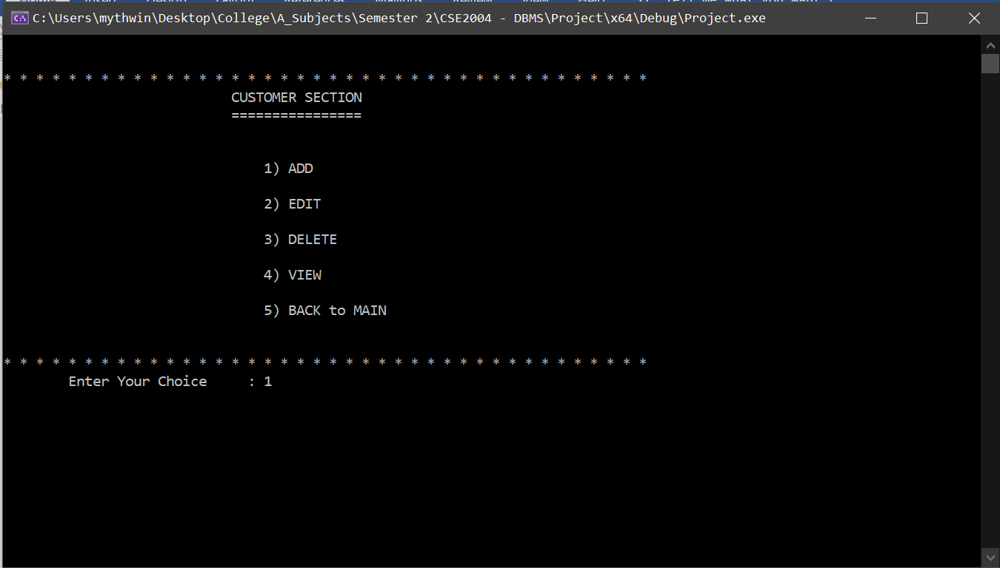 C:\Users\mythwin\Desktop\College\A_Subjects\Semester 2\CSE2004 - DBMS\Project\x64\Debug\Project.exe
* * * * * * * * * * * * * * * * * * * * * * * * * * * * * * * * * * * * * * * *
CUSTOMER SECTION
================
1) ADD
2) EDIT
3) DELETE
4) VIEW
5) BACK to MAIN
* * * * * * * * * * * * * * * * * * * * * * * * * * * * * * * * * * * * * * * *
Enter Your Choice : 1